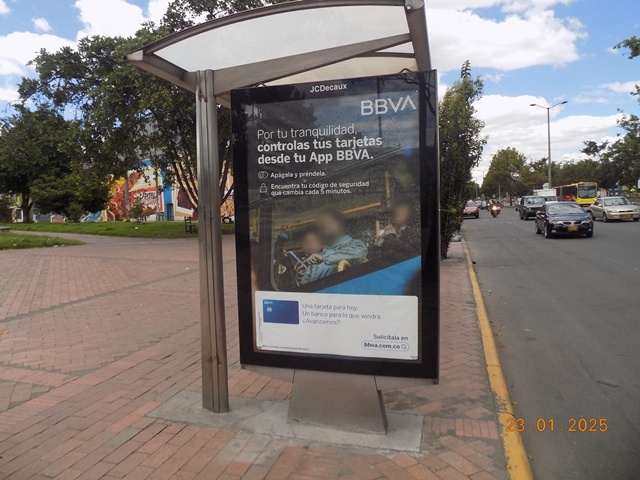 JCDecaux
BBVA
Por tu tranquilidad,
controlas tus tarjetas
desde tu App BBVA.
Apágala y préndela.
Encuentra tu código de seguridad
que cambia cada 5 minutos.
Una tarjeta para hoy.
Un banco para lo que vendrá.
¿Avanzamos?
Solicítala en
bbva.com.co
23 01 2025